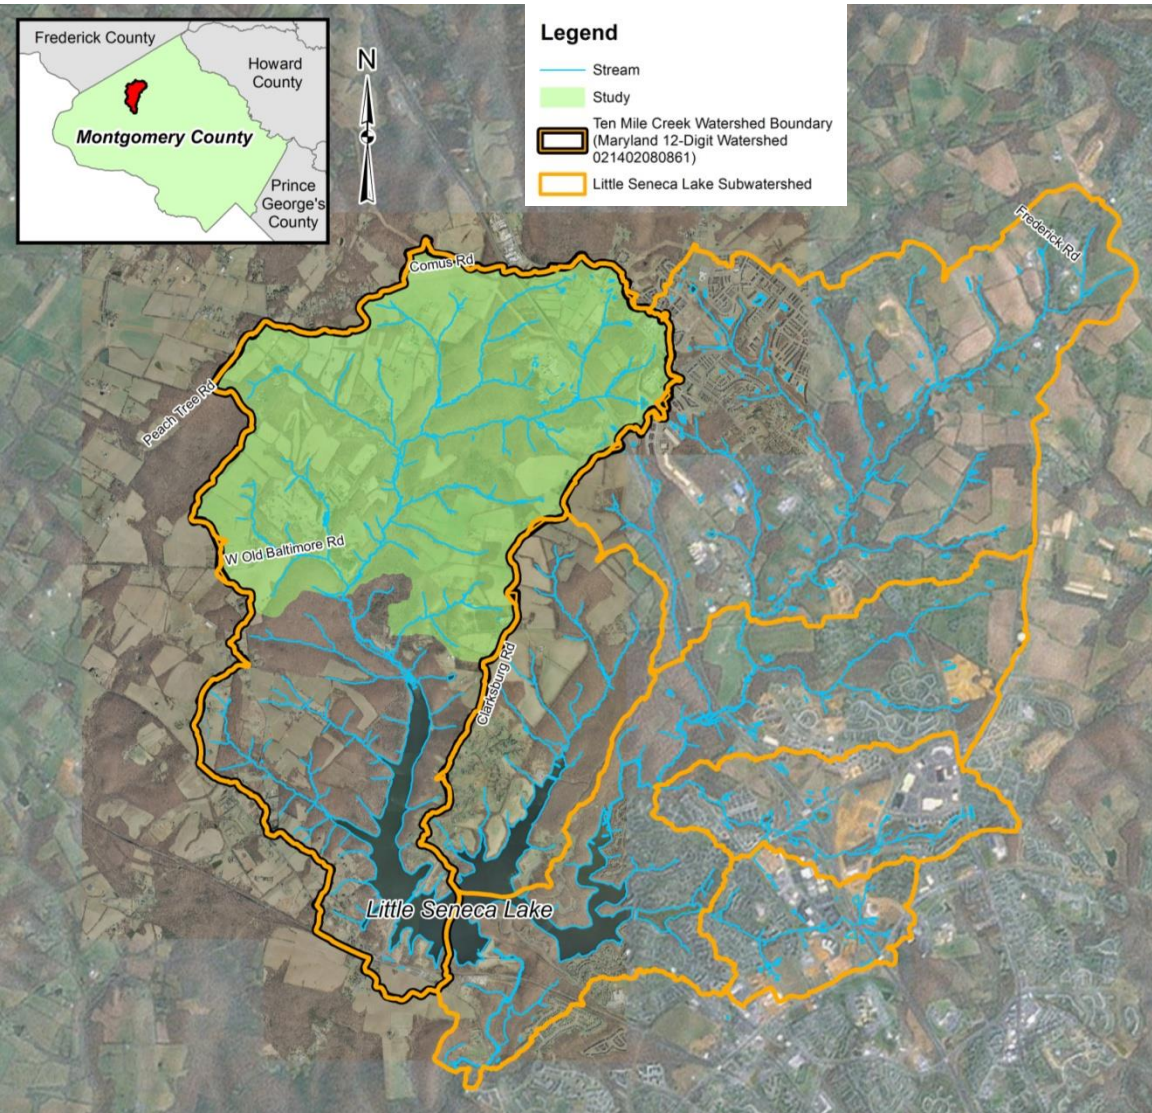 Frederick County
Howard
County
Montgomery County
Prince
George's
County
N
Legend
Stream
Study
Ten Mile Creek Watershed Boundary
(Maryland 12-Digit Watershed
021402080861)
Little Seneca Lake Subwatershed
Frederick Rd
Comus Rd
Peach Tree Rd
W Old Baltimore Rd
Clarksburg Rd
Little Seneca Lake